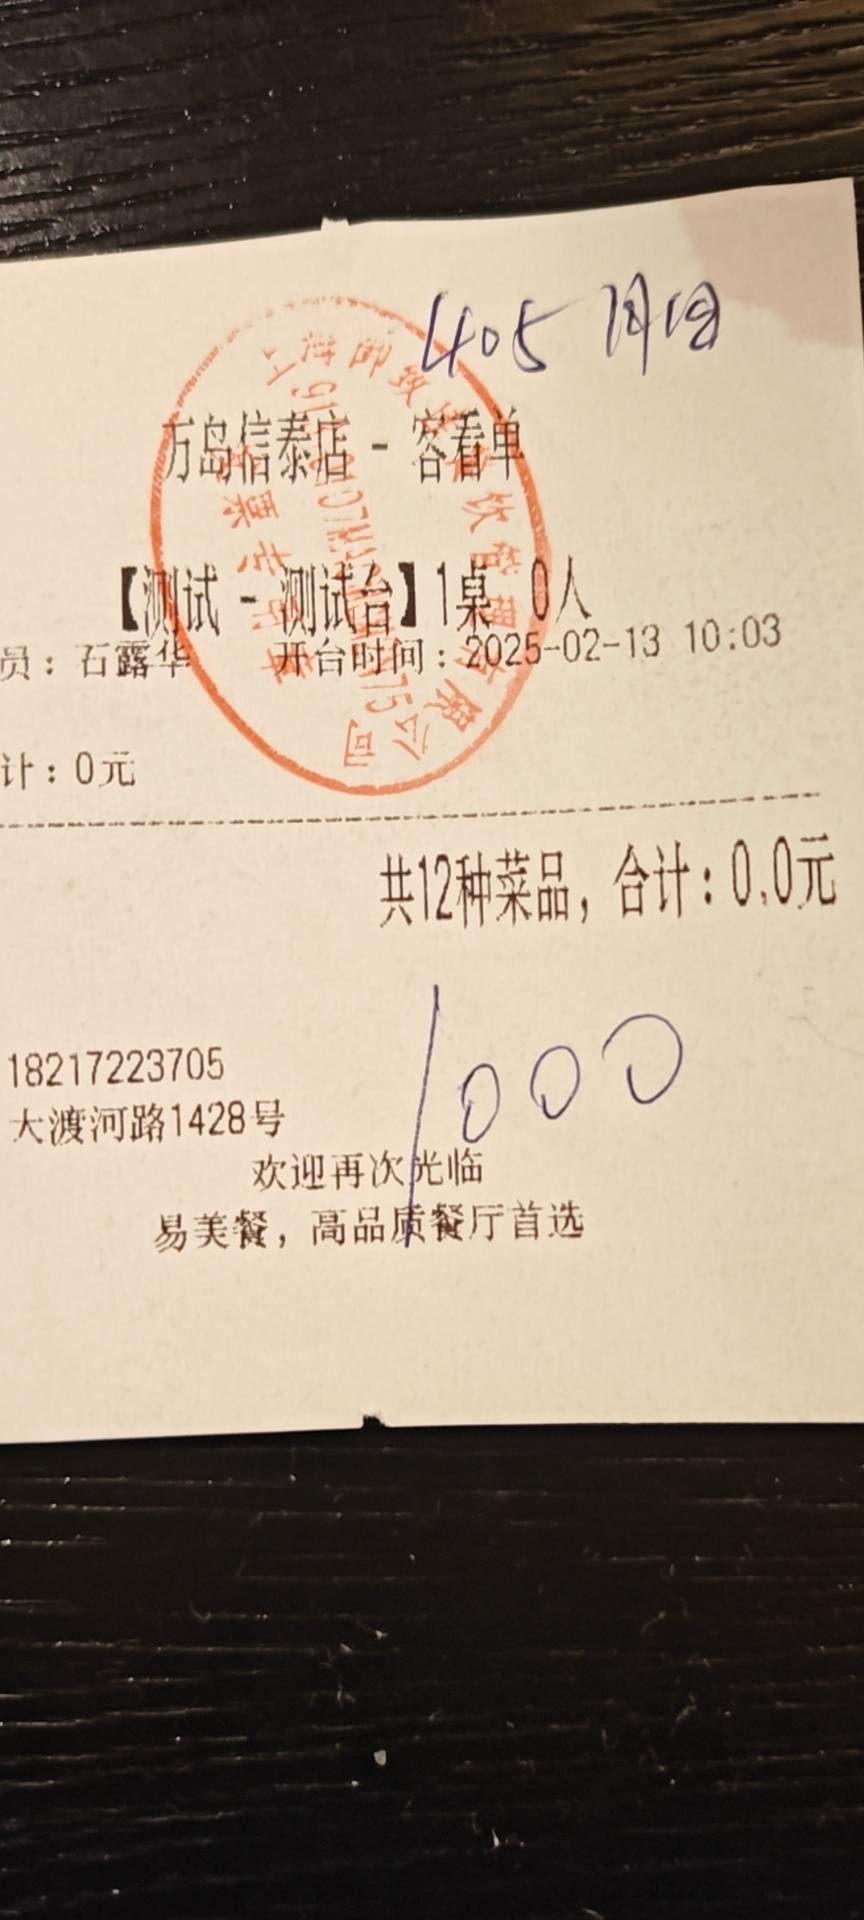 405 1月1日
万岛信泰店 - 客看单
【测试 - 测试台】1桌 0人
员：石露华 开台时间：2025-02-13 10:03
计：0元
共12种菜品，合计：0.0元
1000
18217223705
大渡河路1428号
欢迎再次光临
易美餐，高品质餐厅首选